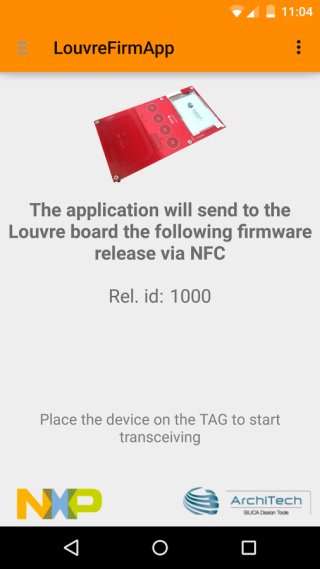 11:04
LouvreFirmApp
The application will send to the
Louvre board the following firmware
release via NFC
Rel. id: 1000
Place the device on the TAG to start
transceiving
NXP
ArchiTech
SILICA Design Tools